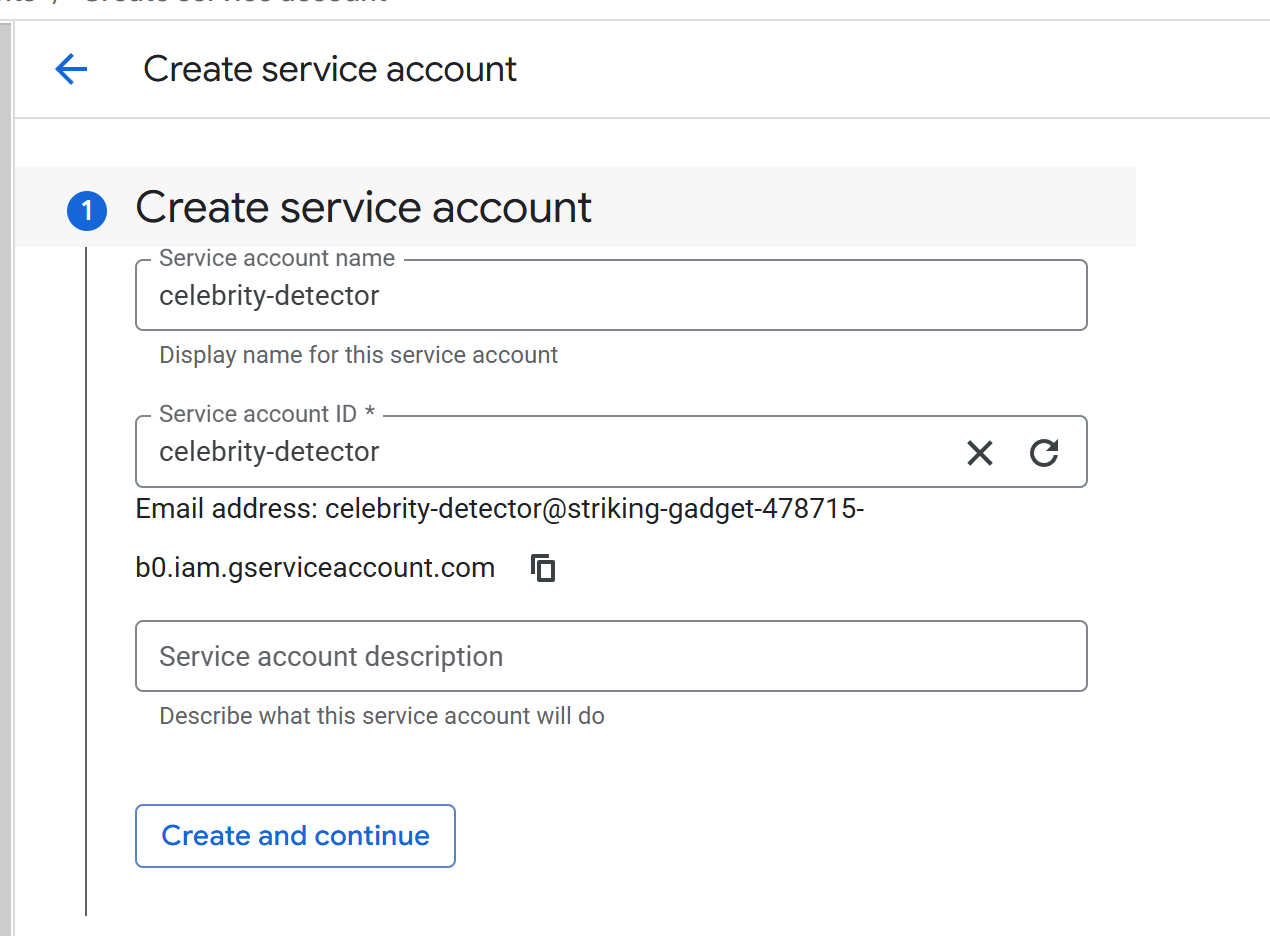 Create service account
1 Create service account
Service account name
celebrity-detector
Display name for this service account
Service account ID *
celebrity-detector
Email address: celebrity-detector@striking-gadget-478715-
b0.iam.gserviceaccount.com
Service account description
Describe what this service account will do
Create and continue